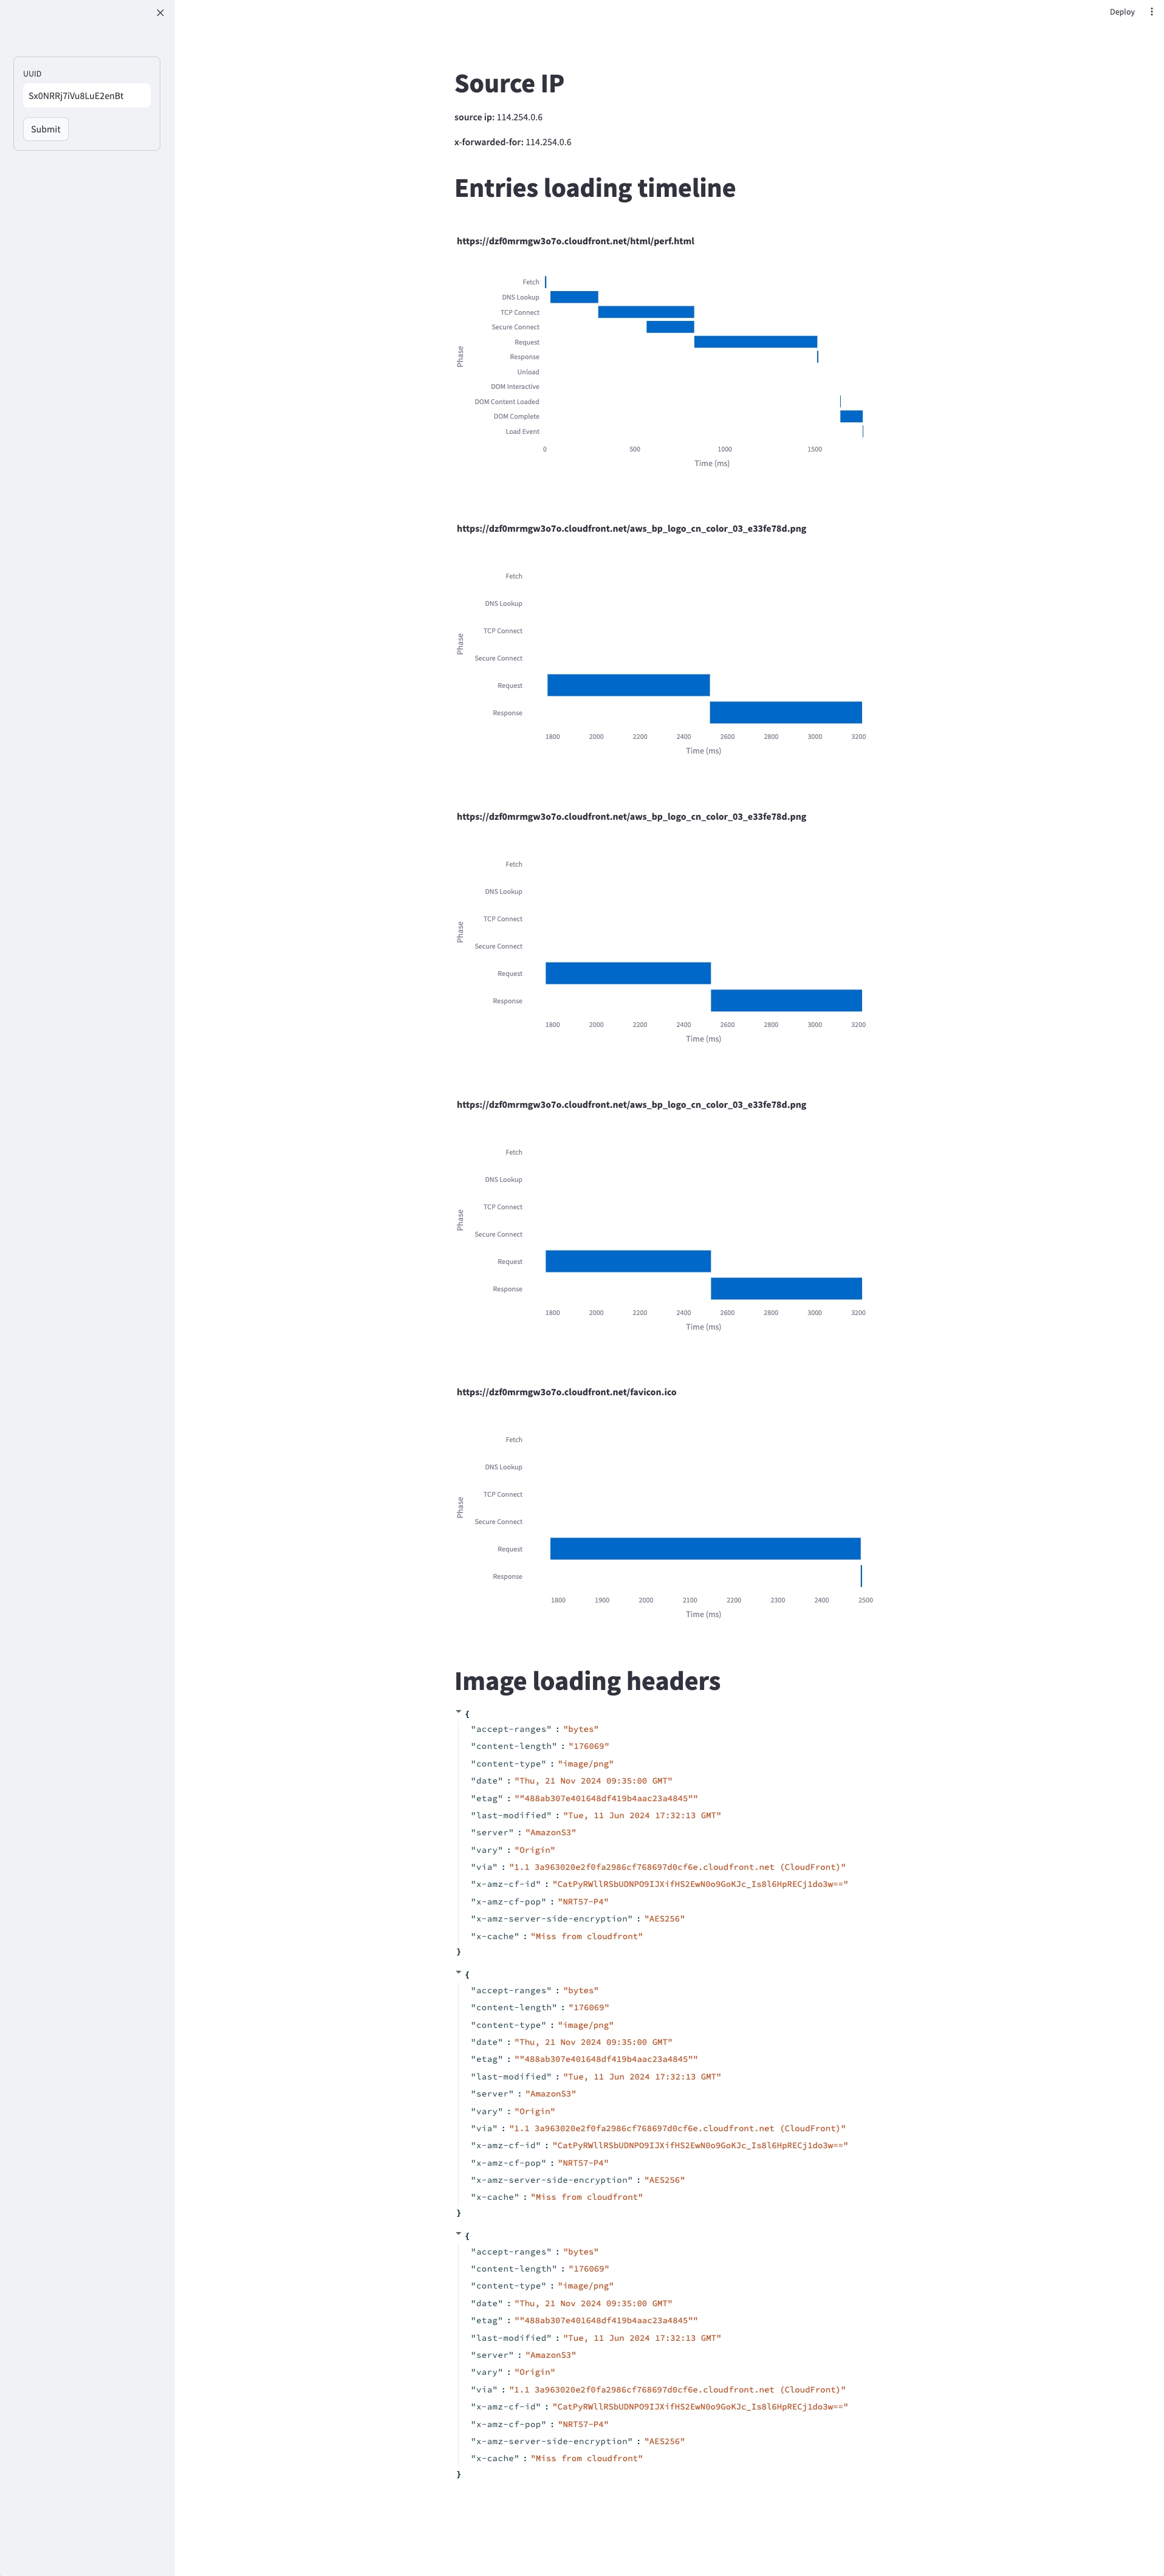 Deploy
UUID
Sx0NRRj7iVu8LuE2enBt
Submit
Source IP
source ip: 114.254.0.6
x-forwarded-for: 114.254.0.6
Entries loading timeline
https://dzf0mrmgw3o7o.cloudfront.net/html/perf.html
Fetch
DNS Lookup
TCP Connect
Secure Connect
Request
Response
Unload
DOM Interactive
DOM Content Loaded
DOM Complete
Load Event
Phase
0 500 1000 1500
Time (ms)
https://dzf0mrmgw3o7o.cloudfront.net/aws_bp_logo_cn_color_03_e33fe78d.png
Fetch
DNS Lookup
TCP Connect
Secure Connect
Request
Response
Phase
1800 2000 2200 2400 2600 2800 3000 3200
Time (ms)
https://dzf0mrmgw3o7o.cloudfront.net/aws_bp_logo_cn_color_03_e33fe78d.png
Fetch
DNS Lookup
TCP Connect
Secure Connect
Request
Response
Phase
1800 2000 2200 2400 2600 2800 3000 3200
Time (ms)
https://dzf0mrmgw3o7o.cloudfront.net/aws_bp_logo_cn_color_03_e33fe78d.png
Fetch
DNS Lookup
TCP Connect
Secure Connect
Request
Response
Phase
1800 2000 2200 2400 2600 2800 3000 3200
Time (ms)
https://dzf0mrmgw3o7o.cloudfront.net/favicon.ico
Fetch
DNS Lookup
TCP Connect
Secure Connect
Request
Response
Phase
1800 1900 2000 2100 2200 2300 2400 2500
Time (ms)
Image loading headers
{
"accept-ranges" : "bytes"
"content-length" : "176069"
"content-type" : "image/png"
"date" : "Thu, 21 Nov 2024 09:35:00 GMT"
"etag" : ""488ab307e401648df419b4aac23a4845""
"last-modified" : "Tue, 11 Jun 2024 17:32:13 GMT"
"server" : "AmazonS3"
"vary" : "Origin"
"via" : "1.1 3a963020e2f0fa2986cf768697d0cf6e.cloudfront.net (CloudFront)"
"x-amz-cf-id" : "CatPyRWllRSbUDNPO9IJXifHS2EwN0o9GoKJc_Is8l6HpRECj1do3w=="
"x-amz-cf-pop" : "NRT57-P4"
"x-amz-server-side-encryption" : "AES256"
"x-cache" : "Miss from cloudfront"
}
{
"accept-ranges" : "bytes"
"content-length" : "176069"
"content-type" : "image/png"
"date" : "Thu, 21 Nov 2024 09:35:00 GMT"
"etag" : ""488ab307e401648df419b4aac23a4845""
"last-modified" : "Tue, 11 Jun 2024 17:32:13 GMT"
"server" : "AmazonS3"
"vary" : "Origin"
"via" : "1.1 3a963020e2f0fa2986cf768697d0cf6e.cloudfront.net (CloudFront)"
"x-amz-cf-id" : "CatPyRWllRSbUDNPO9IJXifHS2EwN0o9GoKJc_Is8l6HpRECj1do3w=="
"x-amz-cf-pop" : "NRT57-P4"
"x-amz-server-side-encryption" : "AES256"
"x-cache" : "Miss from cloudfront"
}
{
"accept-ranges" : "bytes"
"content-length" : "176069"
"content-type" : "image/png"
"date" : "Thu, 21 Nov 2024 09:35:00 GMT"
"etag" : ""488ab307e401648df419b4aac23a4845""
"last-modified" : "Tue, 11 Jun 2024 17:32:13 GMT"
"server" : "AmazonS3"
"vary" : "Origin"
"via" : "1.1 3a963020e2f0fa2986cf768697d0cf6e.cloudfront.net (CloudFront)"
"x-amz-cf-id" : "CatPyRWllRSbUDNPO9IJXifHS2EwN0o9GoKJc_Is8l6HpRECj1do3w=="
"x-amz-cf-pop" : "NRT57-P4"
"x-amz-server-side-encryption" : "AES256"
"x-cache" : "Miss from cloudfront"
}